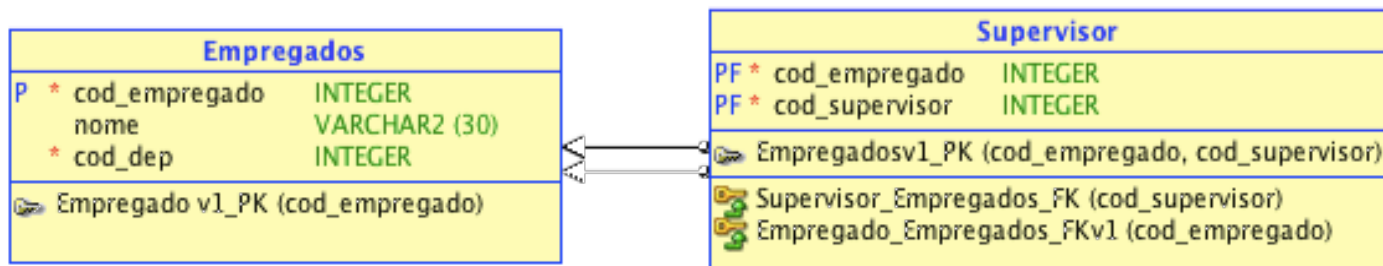 Empregados
P * cod_empregado INTEGER
nome VARCHAR2 (30)
* cod_dep INTEGER
Empregado v1_PK (cod_empregado)
Supervisor
PF * cod_empregado INTEGER
PF * cod_supervisor INTEGER
Empregadosv1_PK (cod_empregado, cod_supervisor)
Supervisor_Empregados_FK (cod_supervisor)
Empregado_Empregados_FKv1 (cod_empregado)